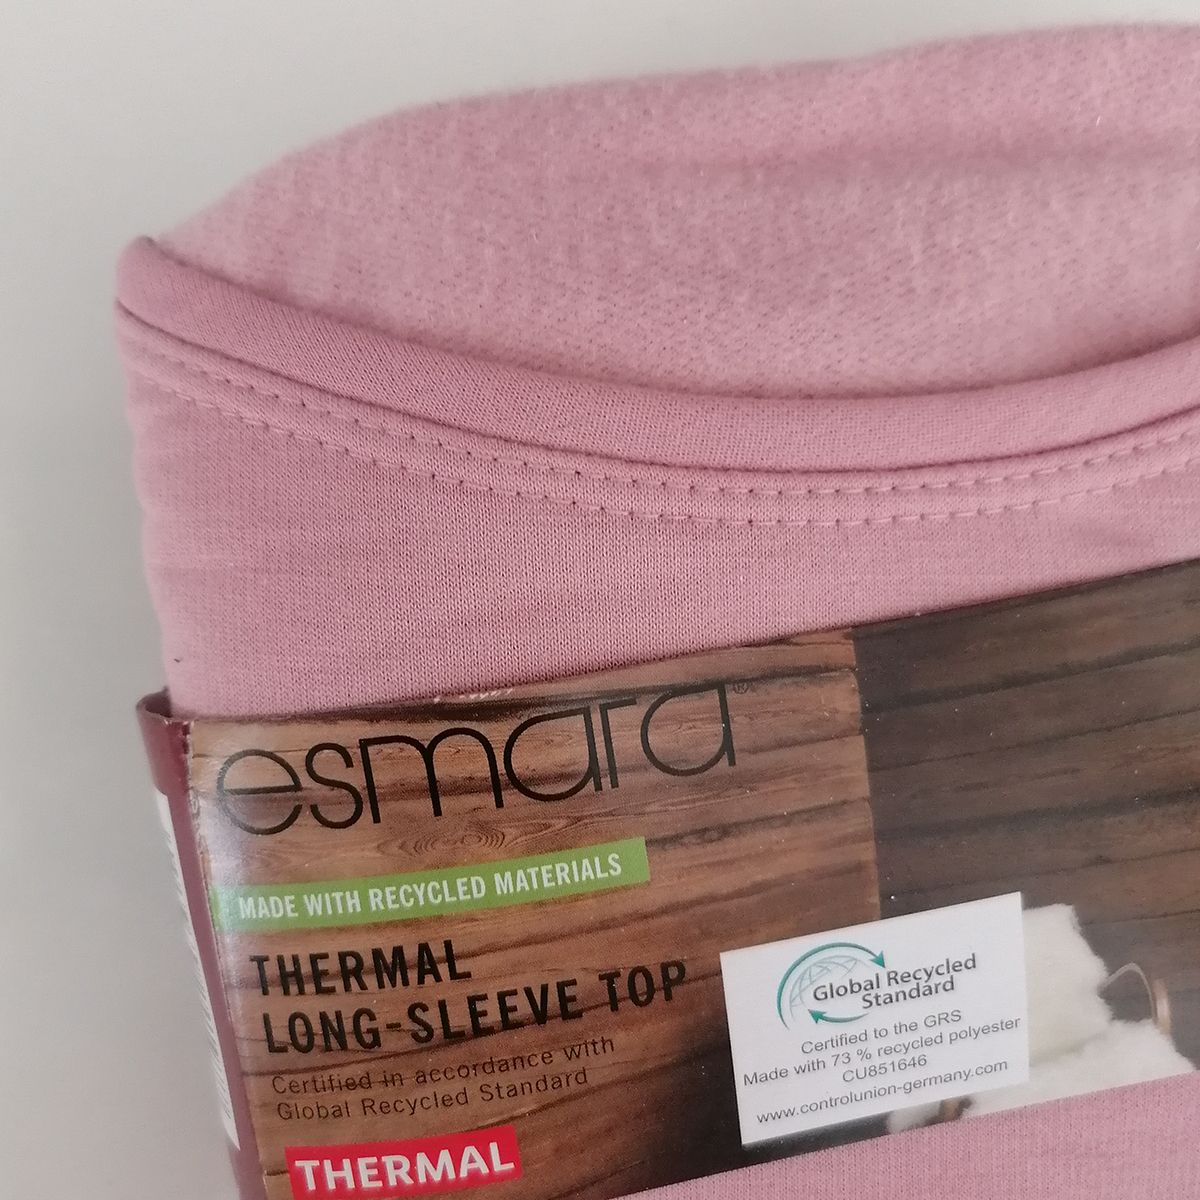 esmara®
MADE WITH RECYCLED MATERIALS
THERMAL
LONG-SLEEVE TOP
Certified in accordance with
Global Recycled Standard
THERMAL
Global Recycled
Standard
Certified to the GRS
Made with 73 % recycled polyester
CU851646
www.controlunion-germany.com